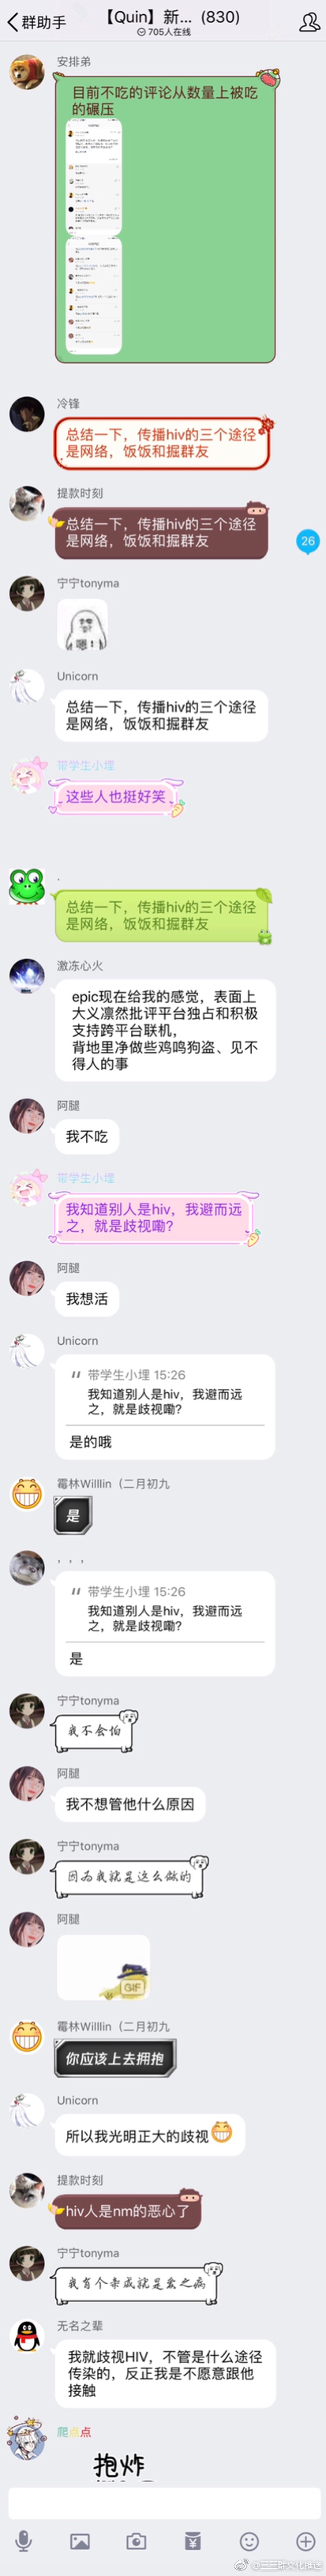 群助手
【Quin】新... (830)
705人在线
安排弟
目前不吃的评论从数量上被吃
的碾压
冷锋
总结一下，传播hiv的三个途径
是网络，饭饭和掘群友
提款时刻
总结一下，传播hiv的三个途径
是网络，饭饭和掘群友
26
宁宁tonyma
Unicorn
总结一下，传播hiv的三个途径
是网络，饭饭和掘群友
带学生小埋
这些人也挺好笑
.
总结一下，传播hiv的三个途径
是网络，饭饭和掘群友
激冻心火
epic现在给我的感觉，表面上
大义凛然批评平台独占和积极
支持跨平台联机，
背地里净做些鸡鸣狗盗、见不
得人的事
阿腿
我不吃
带学生小埋
我知道别人是hiv，我避而远
之，就是歧视嘞?
阿腿
我想活
Unicorn
带学生小埋 15:26
我知道别人是hiv，我避而远
之，就是歧视嘞?
是的哦
霉林Willlin（二月初九
是
，，，
带学生小埋 15:26
我知道别人是hiv，我避而远
之，就是歧视嘞?
是
宁宁tonyma
我不会怕
阿腿
我不想管他什么原因
宁宁tonyma
因为我就是这么做的
阿腿
GIF
霉林Willlin（二月初九
你应该上去拥抱
Unicorn
所以我光明正大的歧视
提款时刻
hiv人是nm的恶心了
宁宁tonyma
我有个亲戚就是爱之病
无名之辈
我就歧视HIV，不管是什么途径
传染的，反正我是不愿意跟他
接触
爬点点
抱炸